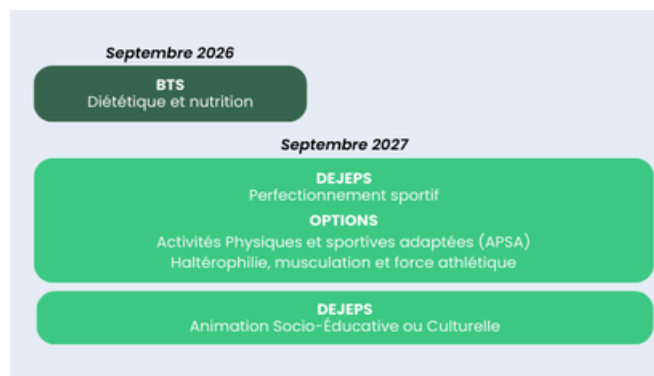 Septembre 2026
BTS
Diététique et nutrition
Septembre 2027
DEJEPS
Perfectionnement sportif
OPTIONS
Activités Physiques et sportives adaptées (APSA)
Haltérophilie, musculation et force athlétique
DEJEPS
Animation Socio-Éducative ou Culturelle